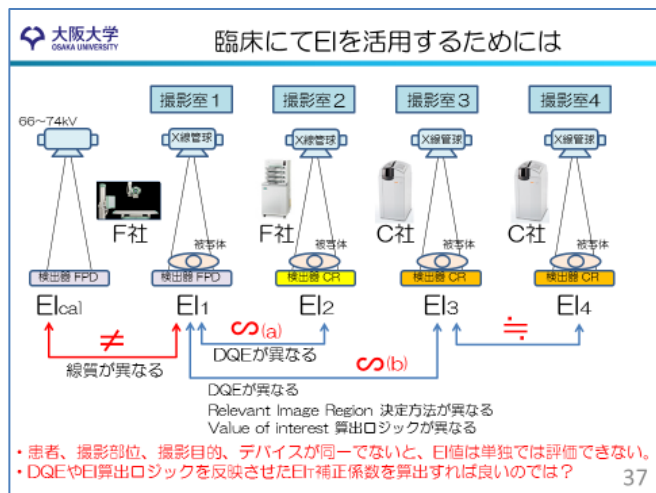 大阪大学
OSAKA UNIVERSITY
臨床にてEIを活用するためには
撮影室1 撮影室2 撮影室3 撮影室4
66~74kV
X線管球 X線管球 X線管球 X線管球
F社 F社 C社 C社
被写体 被写体 被写体 被写体
検出器 FPD 検出器 FPD 検出器 CR 検出器 CR 検出器 CR
EIcal EI1 EI2 EI3 EI4
≠ ∽(a) ≒
線質が異なる DQEが異なる ∽(b)
DQEが異なる
Relevant Image Region 決定方法が異なる
Value of interest 算出ロジックが異なる
・患者、撮影部位、撮影目的、デバイスが同一でないと、EI値は単独では評価できない。
・DQEやEI算出ロジックを反映させたEIT補正係数を算出すれば良いのでは？
37